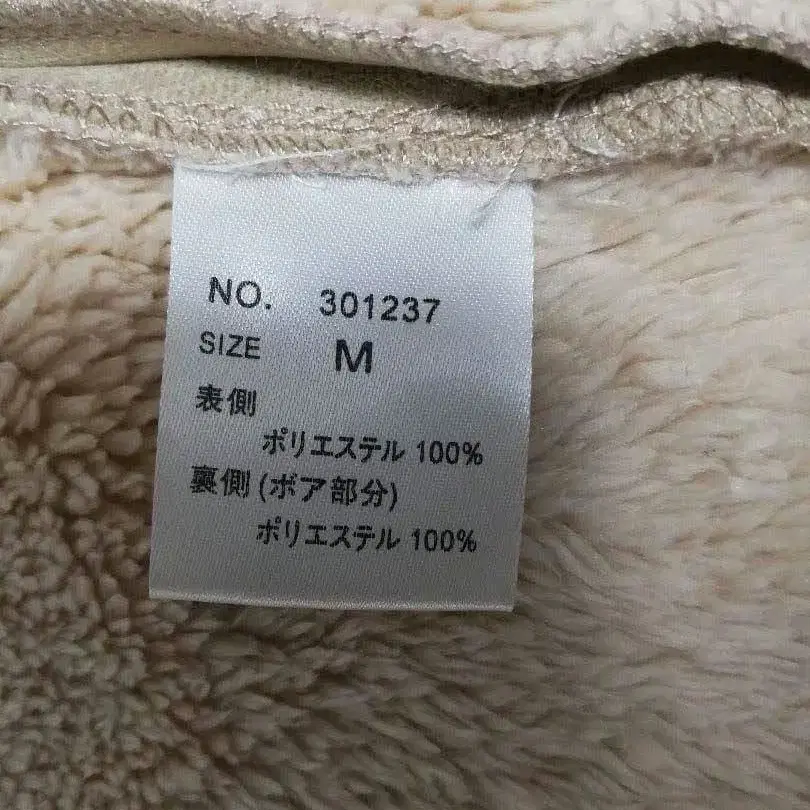 NO. 301237
SIZE M
表側
ポリエステル 100%
裏側 (ボア部分)
ポリエステル 100%